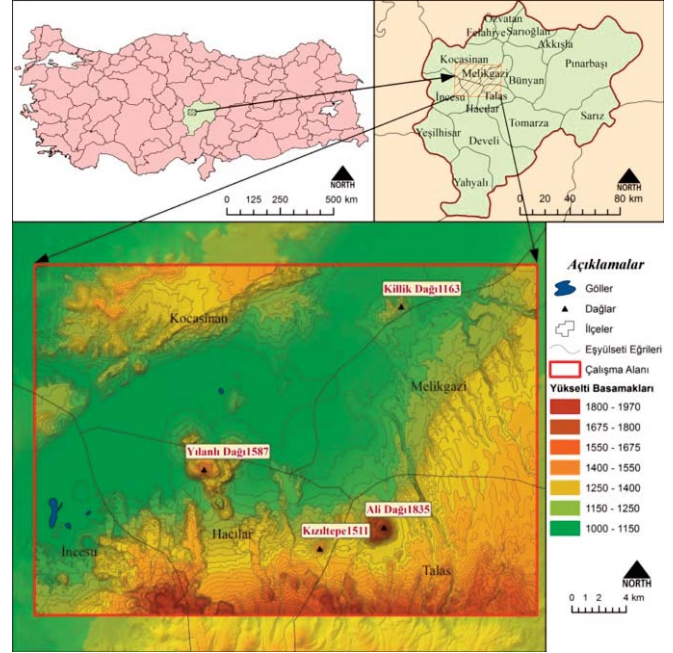 NORTH
0 125 250 500 km
Özvatan
Felahiye Sarıoğlan
Akkışla
Kocasinan
Pınarbaşı
Melikgazi
Bünyan
İncesu
Talas
Hacılar
Tomarza
Sarız
Yeşilhisar
Develi
Yahyalı
NORTH
0 20 40 80 km
Killik Dağı1163
Kocasinan
Melikgazi
Yılanlı Dağı1587
Ali Dağı1835
Hacılar
Kızıltepe1511
İncesu
Talas
Açıklamalar
Göller
Dağlar
İlçeler
Eşyülseti Eğrileri
Çalışma Alanı
Yükselti Basamakları
1800 - 1970
1675 - 1800
1550 - 1675
1400 - 1550
1250 - 1400
1150 - 1250
1000 - 1150
NORTH
0 1 2 4 km